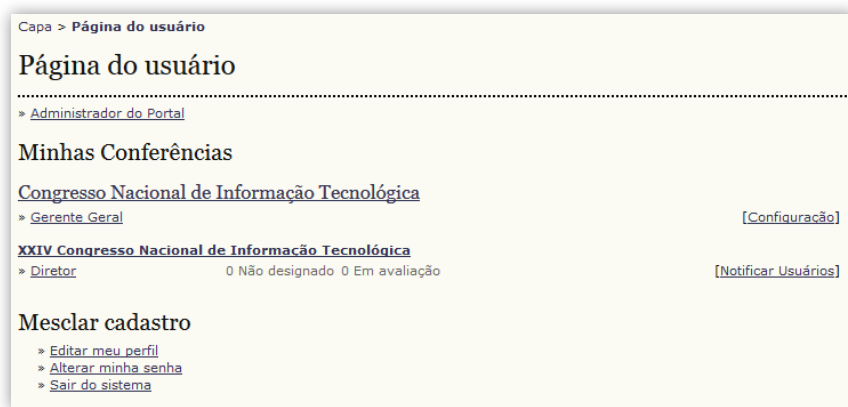 Capa > Página do usuário
Página do usuário
» Administrador do Portal
Minhas Conferências
Congresso Nacional de Informação Tecnológica
» Gerente Geral [Configuração]
XXIV Congresso Nacional de Informação Tecnológica
» Diretor 0 Não designado 0 Em avaliação [Notificar Usuários]
Mesclar cadastro
» Editar meu perfil
» Alterar minha senha
» Sair do sistema